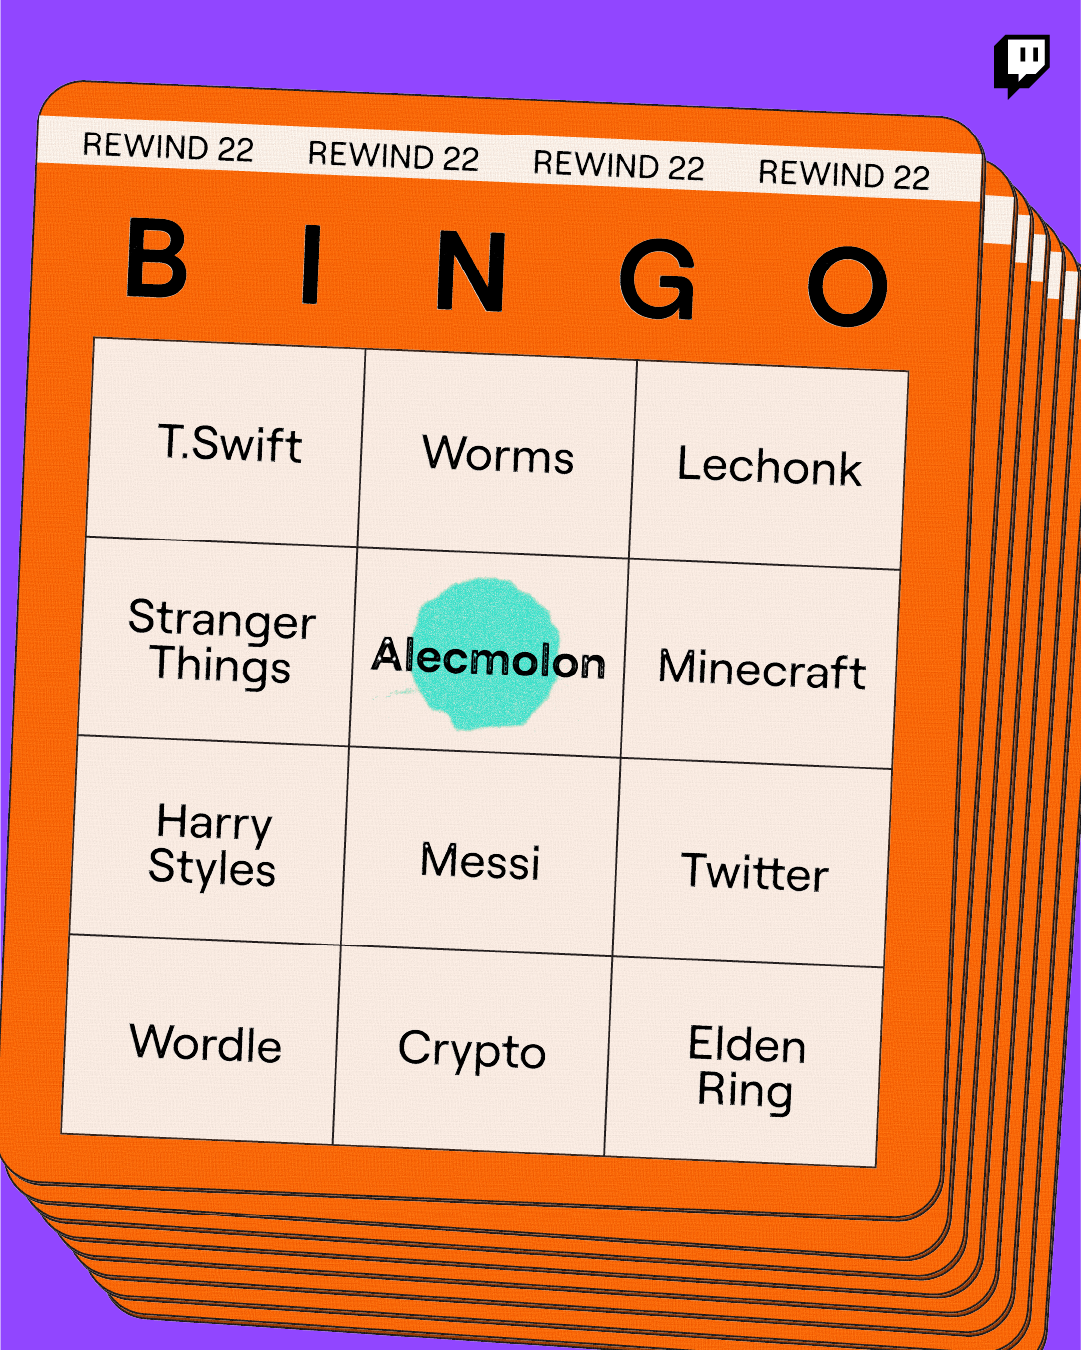 REWIND 22 REWIND 22 REWIND 22 REWIND 22
B I N G O
T.Swift
Worms
Lechonk
Stranger
Things
Alecmolon
Minecraft
Harry
Styles
Messi
Twitter
Wordle
Crypto
Elden
Ring